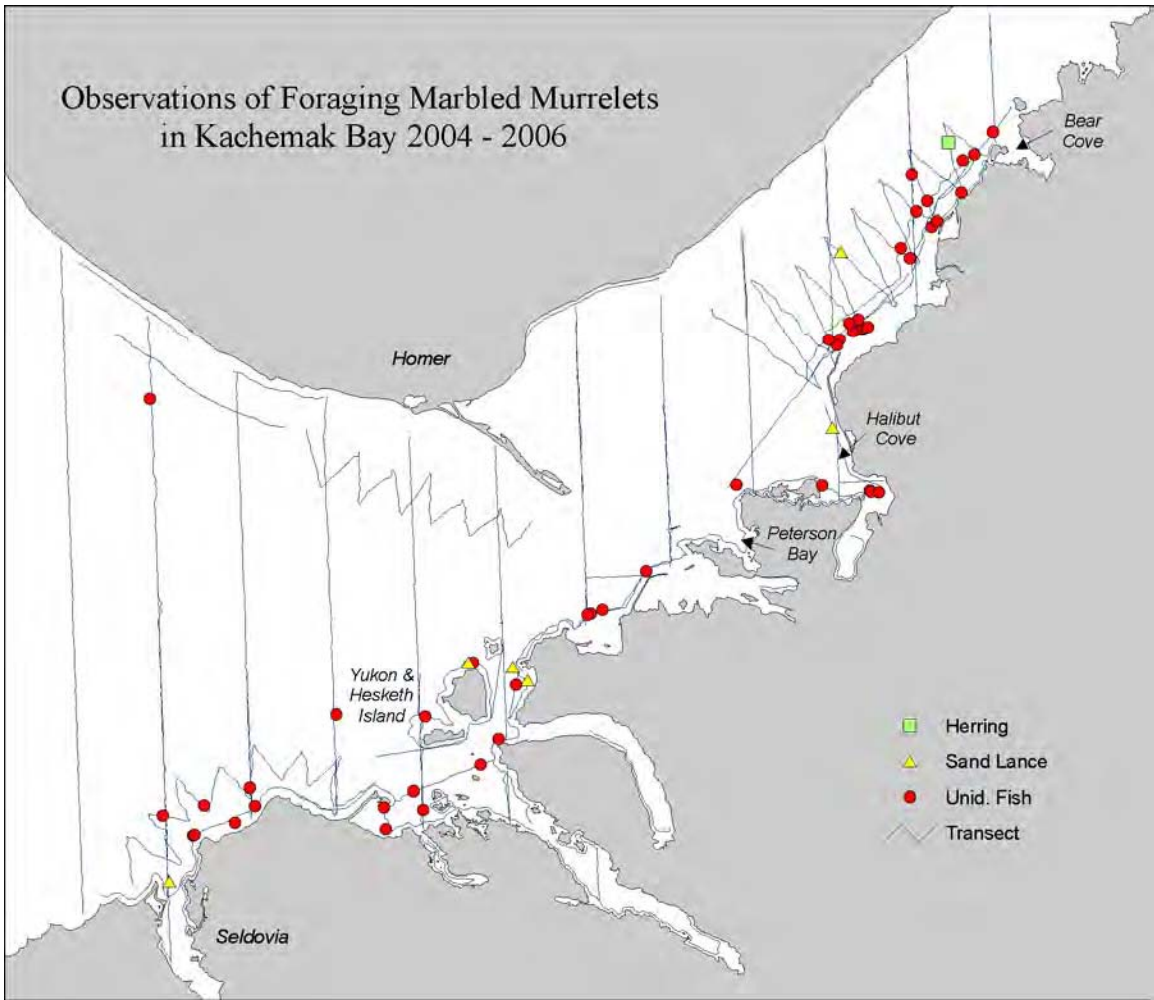 Observations of Foraging Marbled Murrelets
in Kachemak Bay 2004 - 2006
Bear
Cove
Homer
Halibut
Cove
Peterson
Bay
Yukon &
Hesketh
Island
Herring
Sand Lance
Unid. Fish
Transect
Seldovia